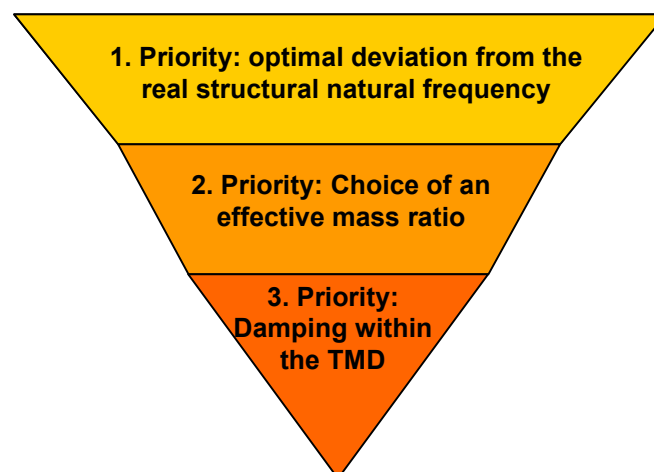 1. Priority: optimal deviation from the
real structural natural frequency
2. Priority: Choice of an
effective mass ratio
3. Priority:
Damping within
the TMD